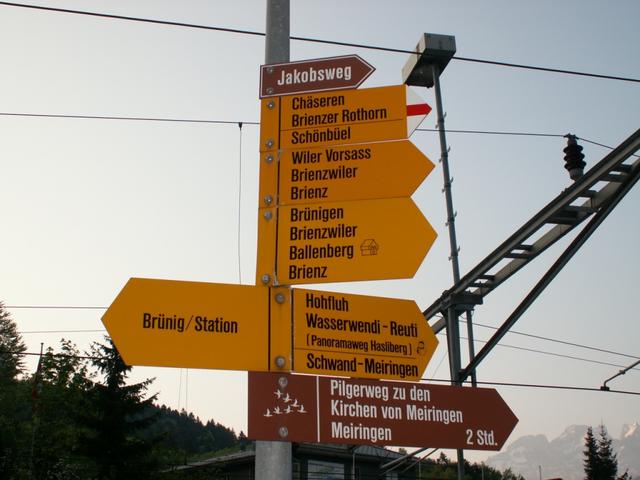 Jakobsweg
Chäseren
Brienzer Rothorn
Schönbüel
Wiler Vorsass
Brienzwiler
Brienz
Brünigen
Brienzwiler
Ballenberg
Brienz
Brünig/Station
Hohfluh
Wasserwendi-Reuti
(Panoramaweg Hasliberg)
Schwand-Meiringen
Pilgerweg zu den
Kirchen von Meiringen
Meiringen 2 Std.